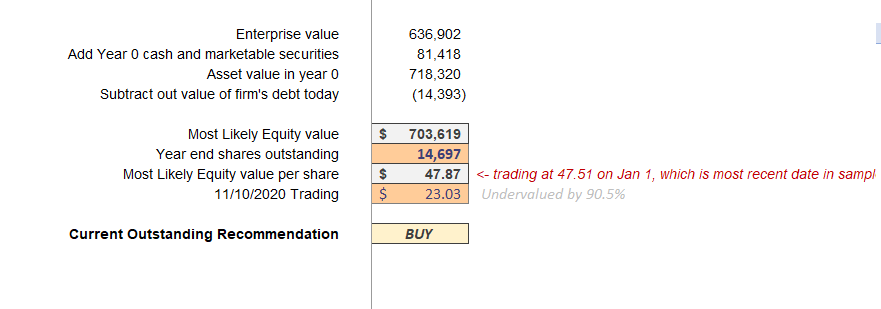 Enterprise value 636,902
Add Year 0 cash and marketable securities 81,418
Asset value in year 0 718,320
Subtract out value of firm's debt today (14,393)
Most Likely Equity value $ 703,619
Year end shares outstanding 14,697
Most Likely Equity value per share $ 47.87 <- trading at 47.51 on Jan 1, which is most recent date in sampl
11/10/2020 Trading $ 23.03 Undervalued by 90.5%
Current Outstanding Recommendation BUY